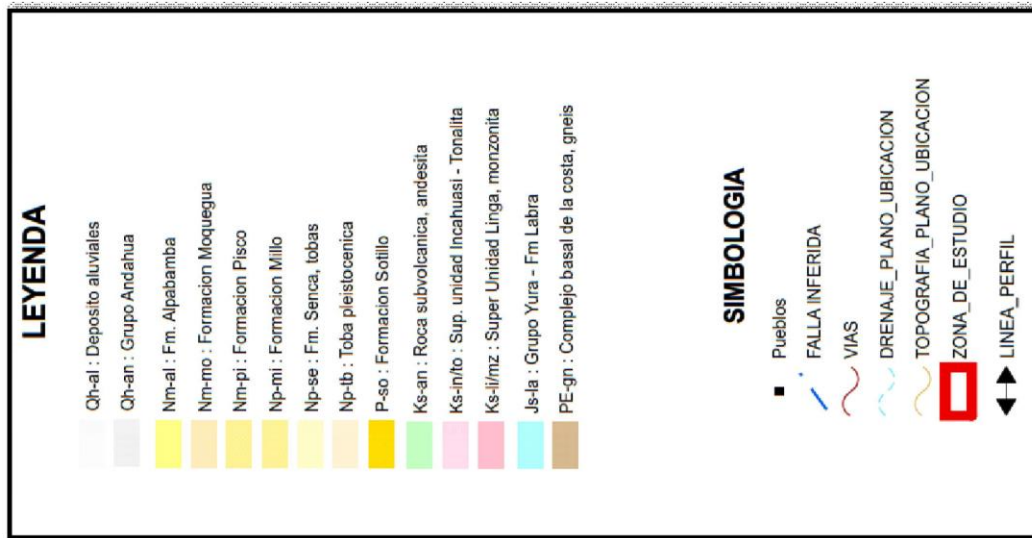 LEYENDA
Qh-al : Deposito aluviales
Qh-an : Grupo Andahua
Nm-al : Fm. Alpabamba
Nm-mo : Formacion Moquegua
Nm-pi : Formacion Pisco
Np-mi : Formacion Millo
Np-se : Fm. Senca, tobas
Np-tb : Toba pleistocenica
P-so : Formacion Sotillo
Ks-an : Roca subvolcanica, andesita
Ks-in/to : Sup. unidad Incahuasi - Tonalita
Ks-li/mz : Super Unidad Linga, monzonita
Js-la : Grupo Yura - Fm Labra
PE-gn : Complejo basal de la costa, gneis
SIMBOLOGIA
Pueblos
FALLA INFERIDA
VIAS
DRENAJE_PLANO_UBICACION
TOPOGRAFIA_PLANO_UBICACION
ZONA_DE_ESTUDIO
LINEA_PERFIL